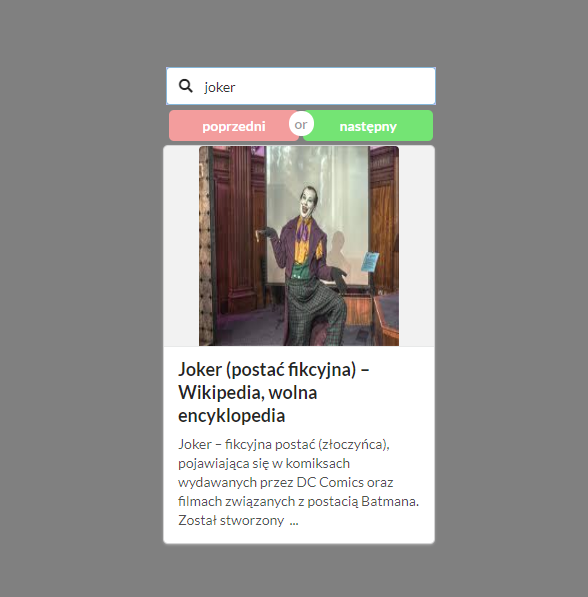 joker
poprzedni or następny
Joker (postać fikcyjna) –
Wikipedia, wolna
encyklopedia
Joker – fikcyjna postać (złoczyńca),
pojawiająca się w komiksach
wydawanych przez DC Comics oraz
filmach związanych z postacią Batmana.
Został stworzony ...